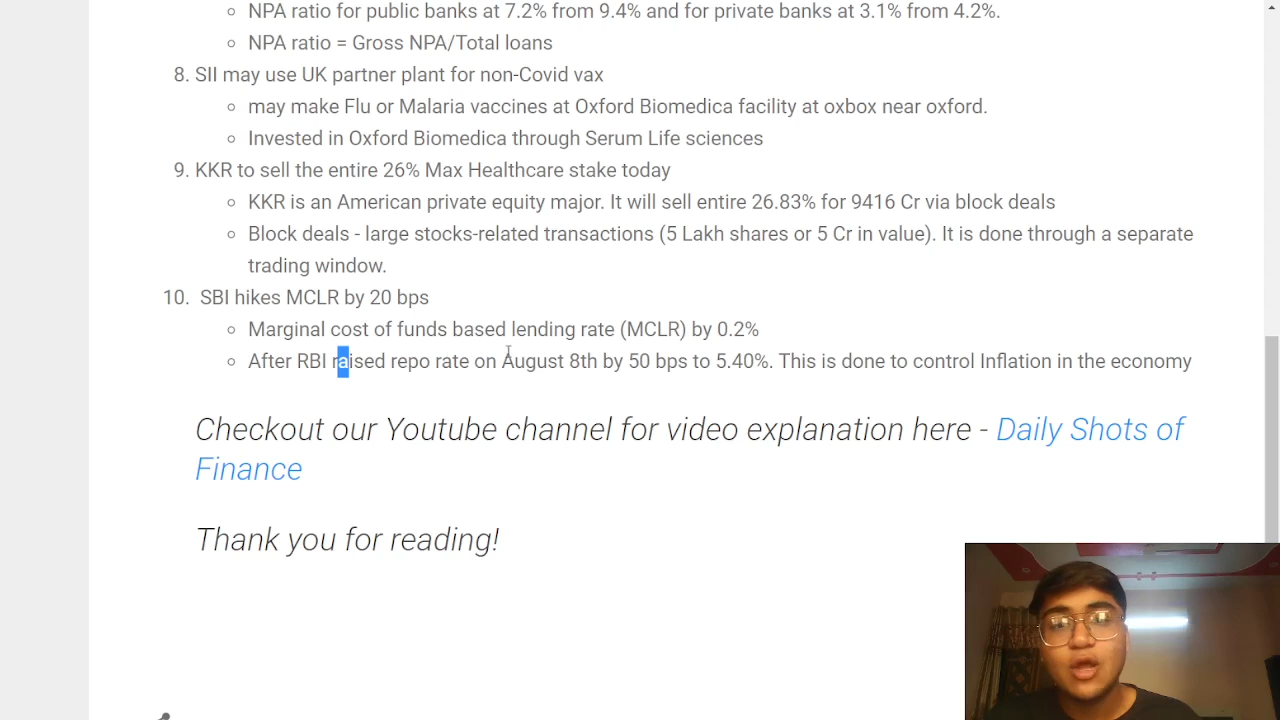 NPA ratio for public banks at 7.2% from 9.4% and for private banks at 3.1% from 4.2%.
NPA ratio = Gross NPA/Total loans
8. SII may use UK partner plant for non-Covid vax
may make Flu or Malaria vaccines at Oxford Biomedica facility at oxbox near oxford.
Invested in Oxford Biomedica through Serum Life sciences
9. KKR to sell the entire 26% Max Healthcare stake today
KKR is an American private equity major. It will sell entire 26.83% for 9416 Cr via block deals
Block deals - large stocks-related transactions (5 Lakh shares or 5 Cr in value). It is done through a separate
trading window.
10. SBI hikes MCLR by 20 bps
Marginal cost of funds based lending rate (MCLR) by 0.2%
After RBI raised repo rate on August 8th by 50 bps to 5.40%. This is done to control Inflation in the economy
Checkout our Youtube channel for video explanation here - Daily Shots of
Finance
Thank you for reading!